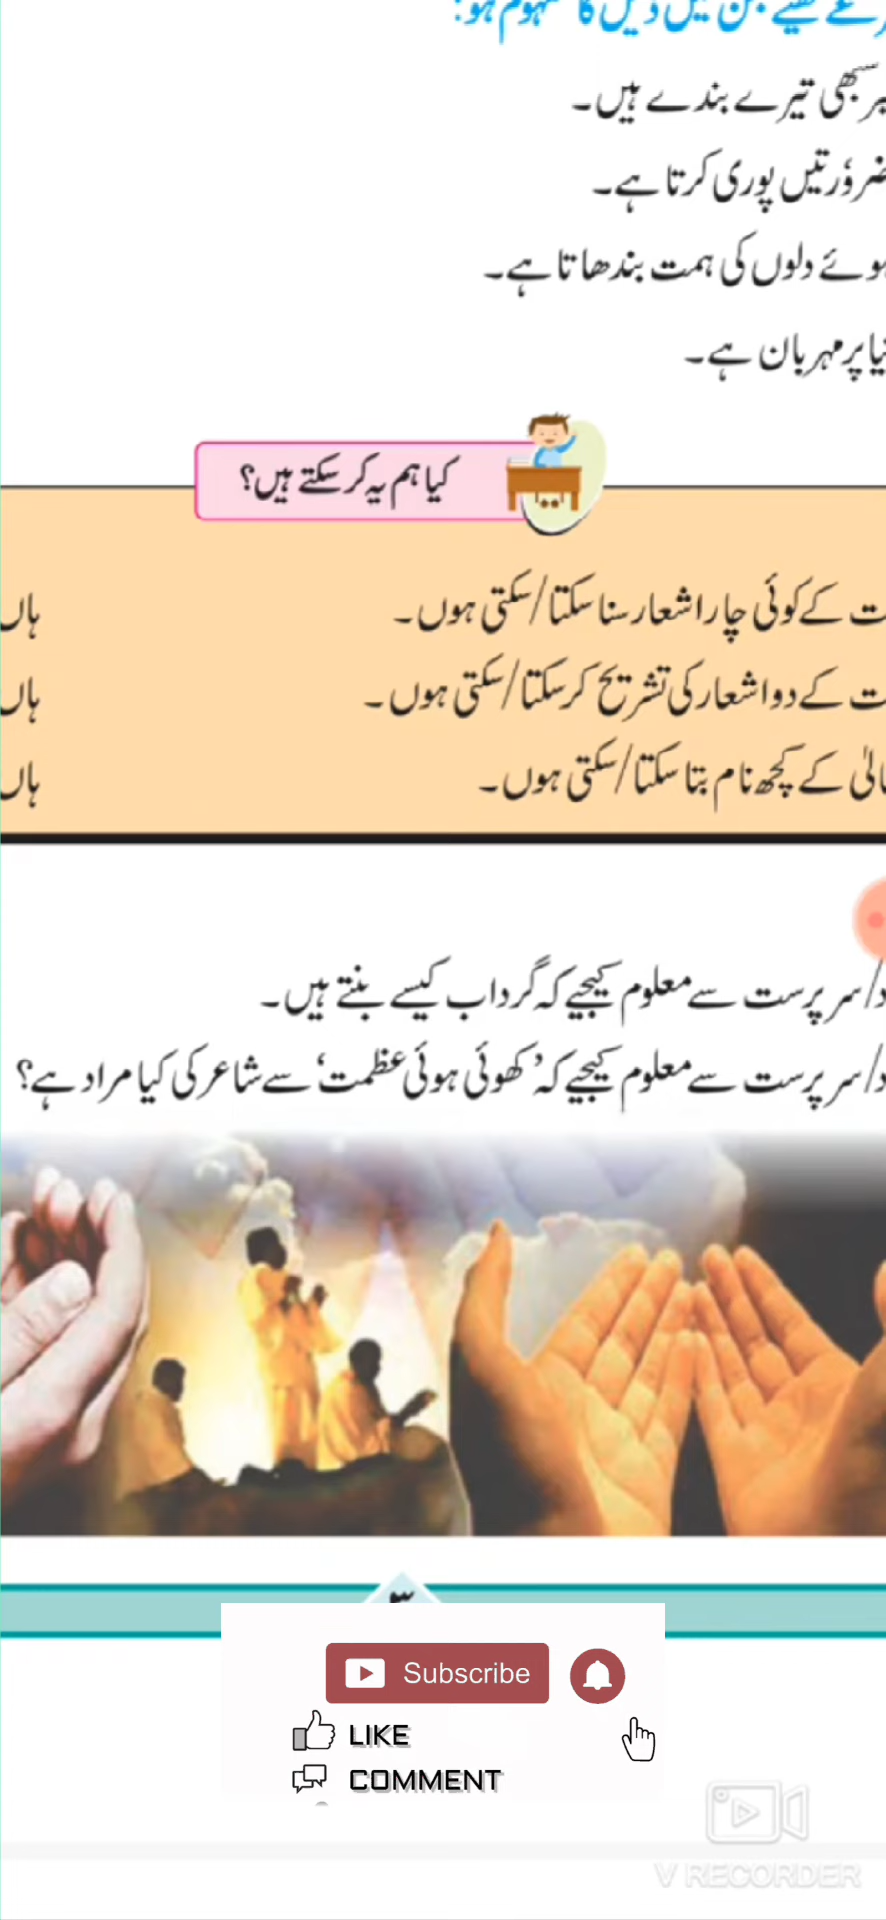 سبھی تیرے بندے ہیں۔
ضرورتیں پوری کرتا ہے۔
ہوئے دلوں کی ہمت بندھاتا ہے۔
پر مہربان ہے۔
کیا ہم یہ کر سکتے ہیں؟
کے کوئی چار اشعار سنا سکتا/سکتی ہوں۔ ہاں
کے دو اشعار کی تشریح کر سکتا/سکتی ہوں۔ ہاں
کے کچھ نام بتا سکتا/سکتی ہوں۔ ہاں
/سرپرست سے معلوم کیجیے کہ گرداب کیسے بنتے ہیں۔
/سرپرست سے معلوم کیجیے کہ ’کھوئی ہوئی عظمت‘ سے شاعر کی کیا مراد ہے؟
۳
Subscribe
LIKE
COMMENT
V RECORDER